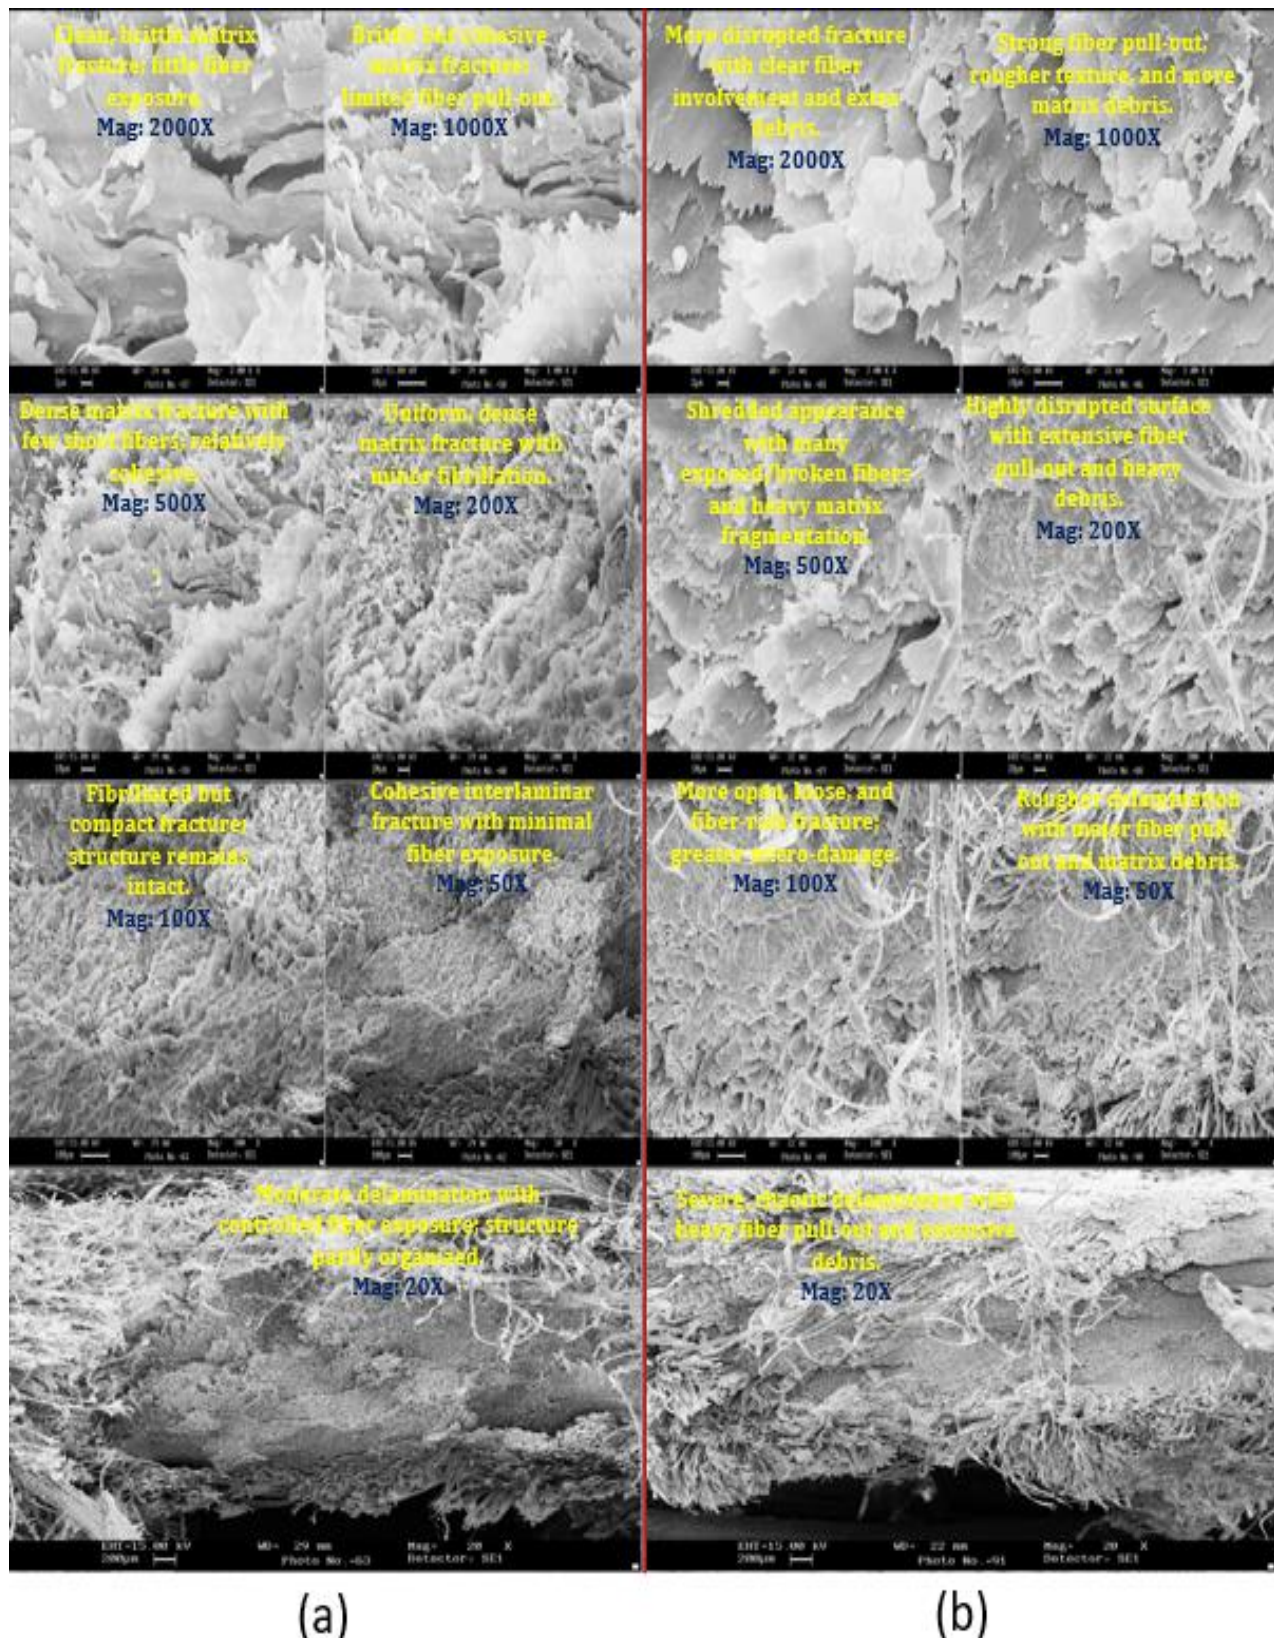 Clean, brittle matrix
fracture; little fiber
exposure.
Mag: 2000X
Brittle but cohesive
matrix fracture;
limited fiber pull-out.
Mag: 1000X
More disrupted fracture
with clear fiber
involvement and extra
debris.
Mag: 2000X
Strong fiber pull-out,
rougher texture, and more
matrix debris.
Mag: 1000X
Dense matrix fracture with
few short fibers; relatively
cohesive.
Mag: 500X
Uniform, dense
matrix fracture with
minor fibrillation.
Mag: 200X
Shredded appearance
with many
exposed/broken fibers
and heavy matrix
fragmentation.
Mag: 500X
Highly disrupted surface
with extensive fiber
pull-out and heavy
debris.
Mag: 200X
Fibrillated but
compact fracture;
structure remains
intact.
Mag: 100X
Cohesive interlaminar
fracture with minimal
fiber exposure.
Mag: 50X
More open, loose, and
fiber-rich fracture;
greater micro-damage.
Mag: 100X
Rougher delamination
with major fiber pull-
out and matrix debris.
Mag: 50X
Moderate delamination with
controlled fiber exposure; structure
partly organized.
Mag: 20X
Severe, chaotic delamination with
heavy fiber pull-out and extensive
debris.
Mag: 20X
EHT=15.00 kV WD= 29 mm Mag= 20 X
200µm Photo No.=63 Detector= SE1
EHT=15.00 kV WD= 22 mm Mag= 20 X
200µm Photo No.=91 Detector= SE1
(a)
(b)